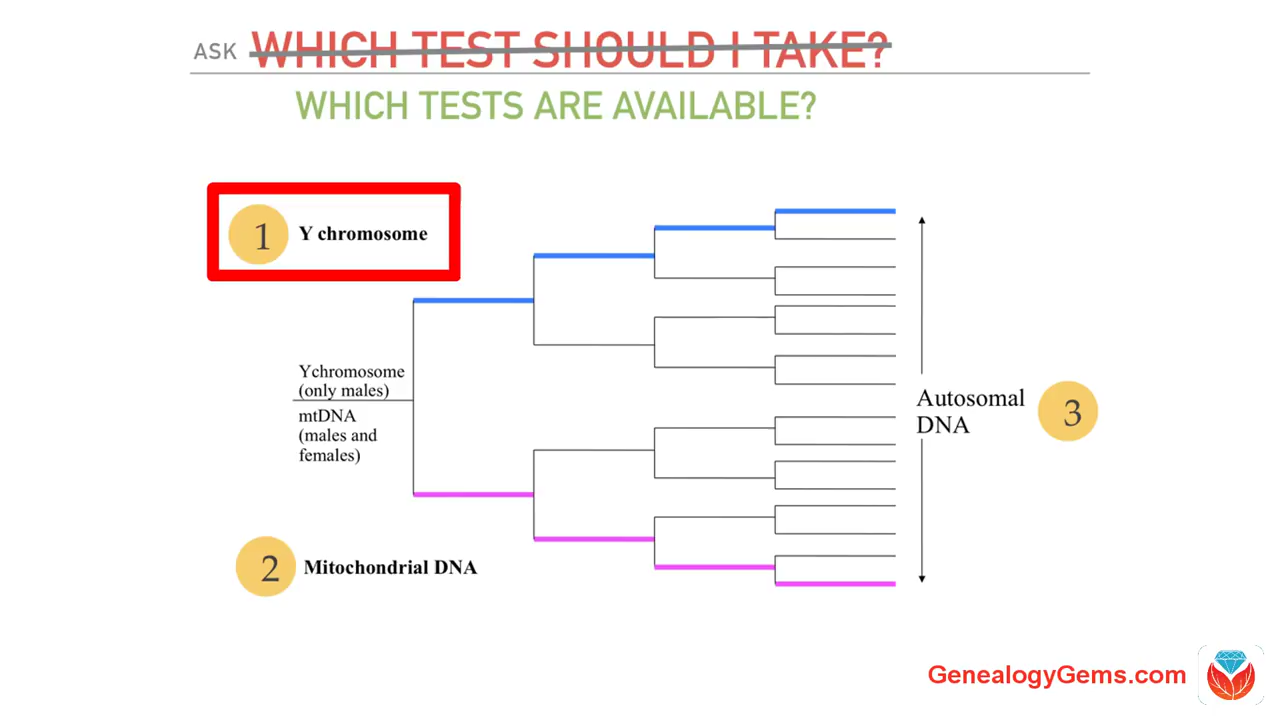 ASK WHICH TEST SHOULD I TAKE?
WHICH TESTS ARE AVAILABLE?
1 Y chromosome
Ychromosome
(only males)
mtDNA
(males and
females)
Autosomal
DNA
3
2 Mitochondrial DNA
GenealogyGems.com